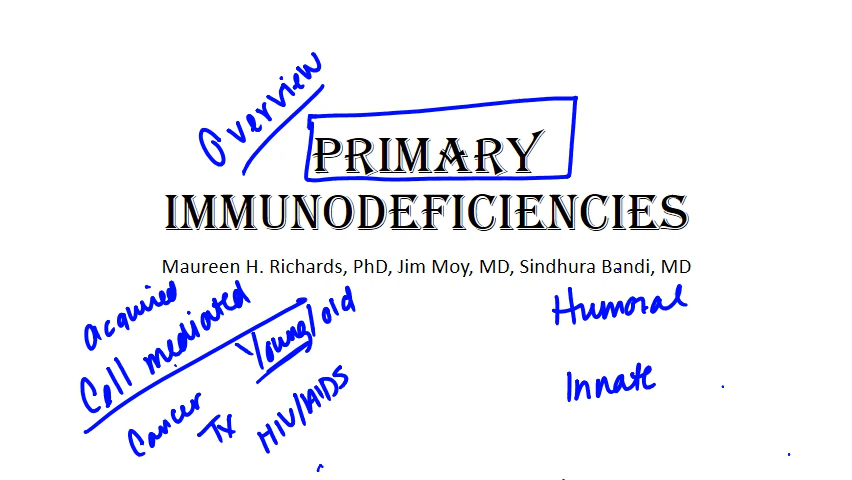 Overview
PRIMARY
IMMUNODEFICIENCIES
Maureen H. Richards, PhD, Jim Moy, MD, Sindhura Bandi, MD
acquired
Cell mediated
Young/old
Cancer
Tx
HIV/AIDS
Humoral
Innate